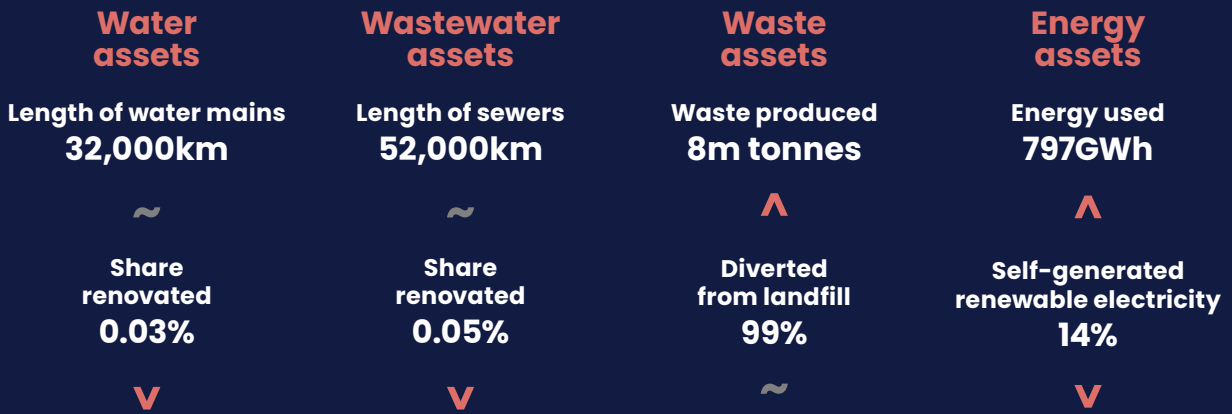 Water
assets
Length of water mains
32,000km
~
Share
renovated
0.03%
v
Wastewater
assets
Length of sewers
52,000km
~
Share
renovated
0.05%
v
Waste
assets
Waste produced
8m tonnes
^
Diverted
from landfill
99%
~
Energy
assets
Energy used
797GWh
^
Self-generated
renewable electricity
14%
v